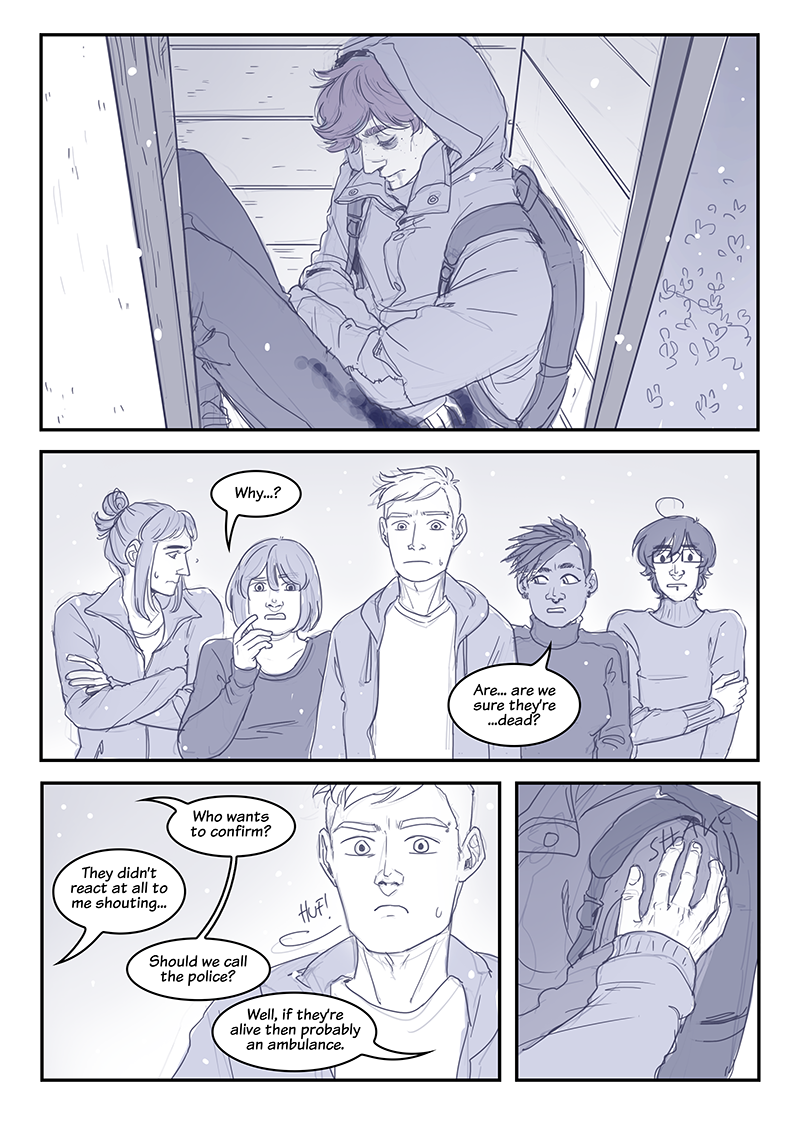 Why...?
Are... are we
sure they're
...dead?
Who wants
to confirm?
They didn't
react at all to
me shouting...
Should we call
the police?
Well, if they're
alive then probably
an ambulance.
HUF!
SHAKE